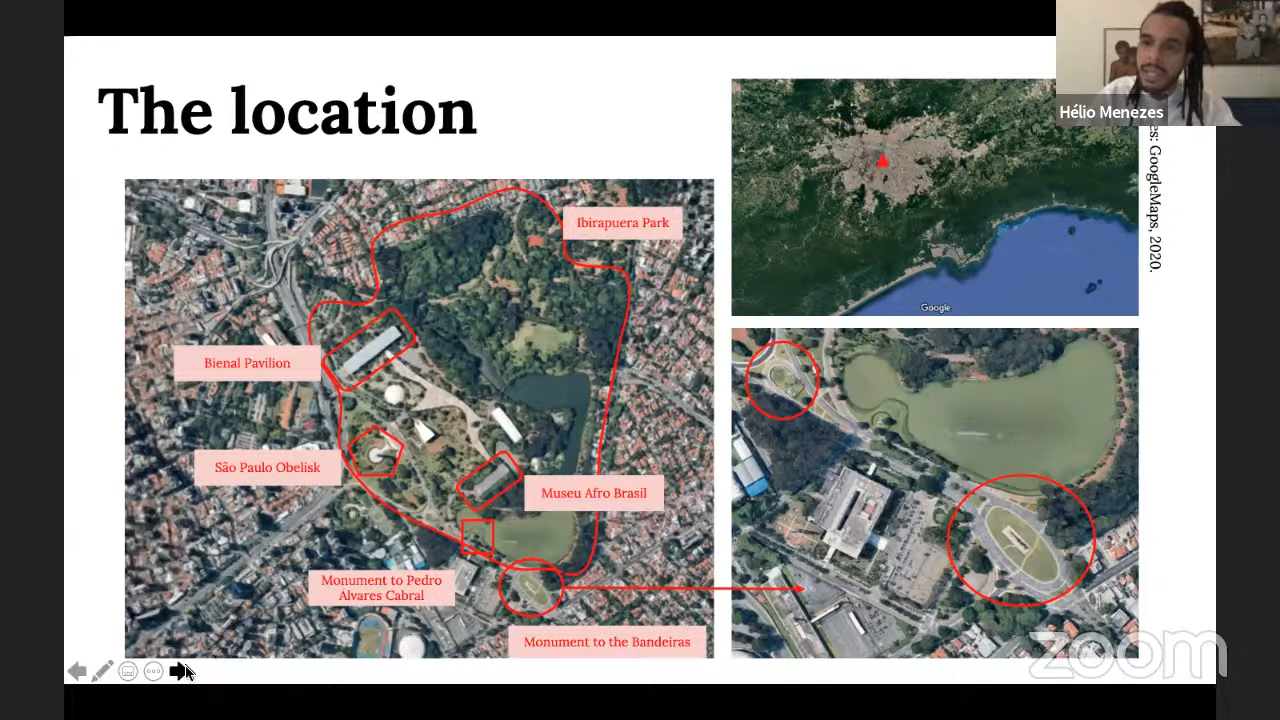 The location
Hélio Menezes
Ibirapuera Park
Bienal Pavilion
São Paulo Obelisk
Museu Afro Brasil
Monument to Pedro
Álvares Cabral
Monument to the Bandeiras
Google
GoogleMaps, 2020.
zoom